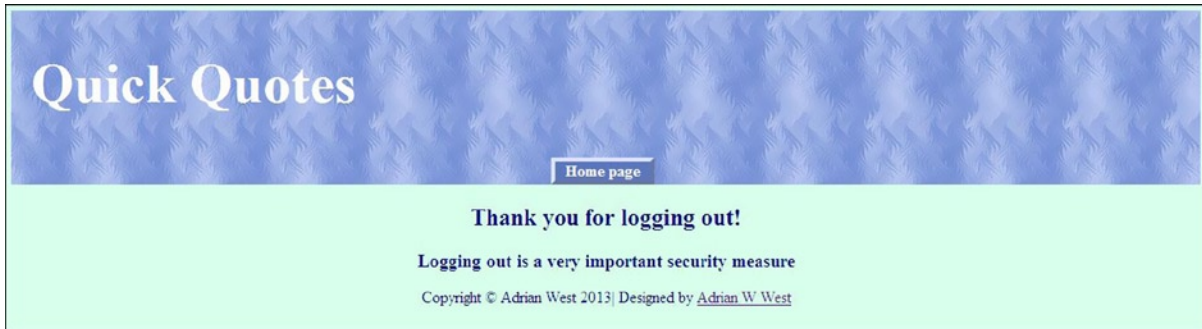 Quick Quotes
Home page
Thank you for logging out!
Logging out is a very important security measure
Copyright © Adrian West 2013| Designed by Adrian W West